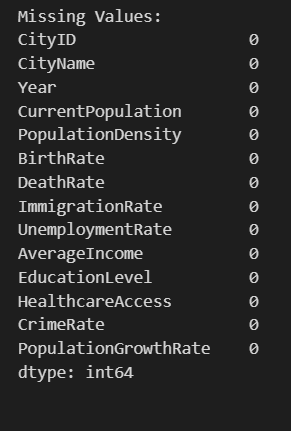 Missing Values:
CityID 0
CityName 0
Year 0
CurrentPopulation 0
PopulationDensity 0
BirthRate 0
DeathRate 0
ImmigrationRate 0
UnemploymentRate 0
AverageIncome 0
EducationLevel 0
HealthcareAccess 0
CrimeRate 0
PopulationGrowthRate 0
dtype: int64